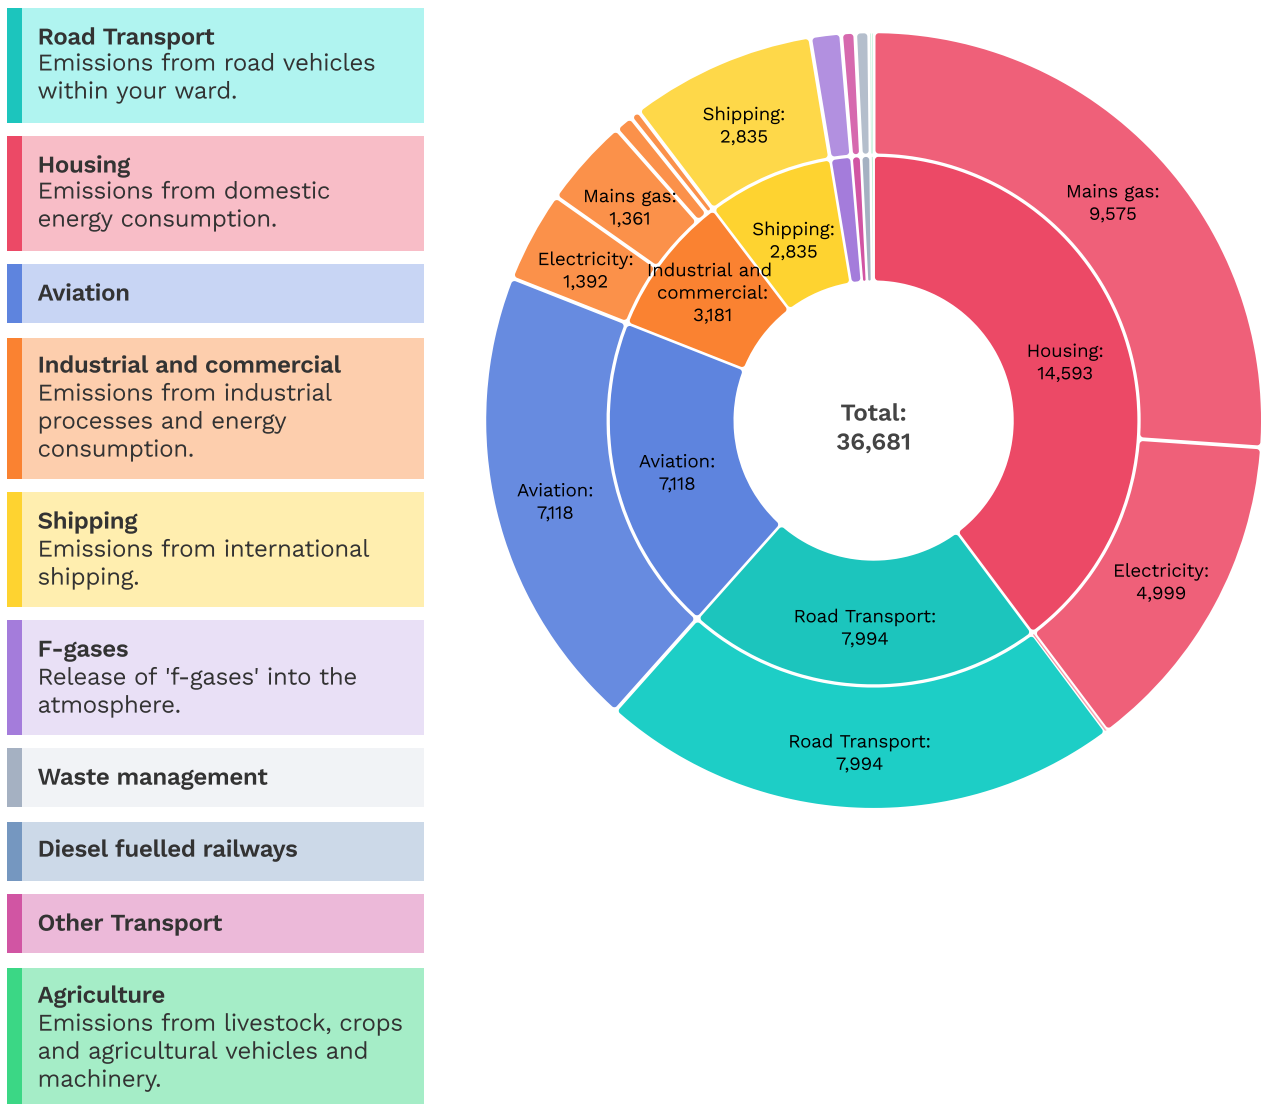 Road Transport
Emissions from road vehicles
within your ward.
Housing
Emissions from domestic
energy consumption.
Aviation
Industrial and commercial
Emissions from industrial
processes and energy
consumption.
Shipping
Emissions from international
shipping.
F-gases
Release of 'f-gases' into the
atmosphere.
Waste management
Diesel fuelled railways
Other Transport
Agriculture
Emissions from livestock, crops
and agricultural vehicles and
machinery.
Shipping:
2,835
Mains gas:
9,575
Mains gas:
1,361
Shipping:
2,835
Electricity:
1,392
Industrial and
commercial:
3,181
Housing:
14,593
Total:
36,681
Aviation:
7,118
Aviation:
7,118
Electricity:
4,999
Road Transport:
7,994
Road Transport:
7,994